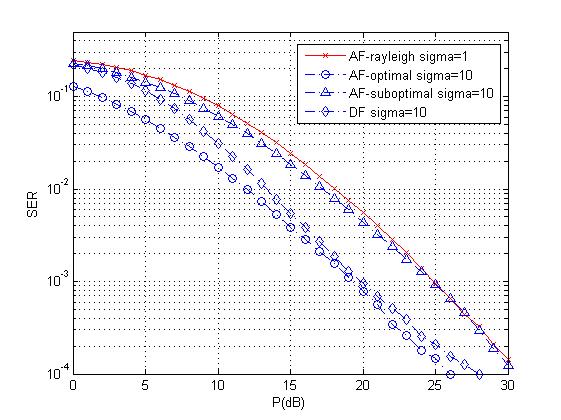 AF-rayleigh sigma=1
AF-optimal sigma=10
AF-suboptimal sigma=10
DF sigma=10
SER
10^-1
10^-2
10^-3
10^-4
0 5 10 15 20 25 30
P(dB)